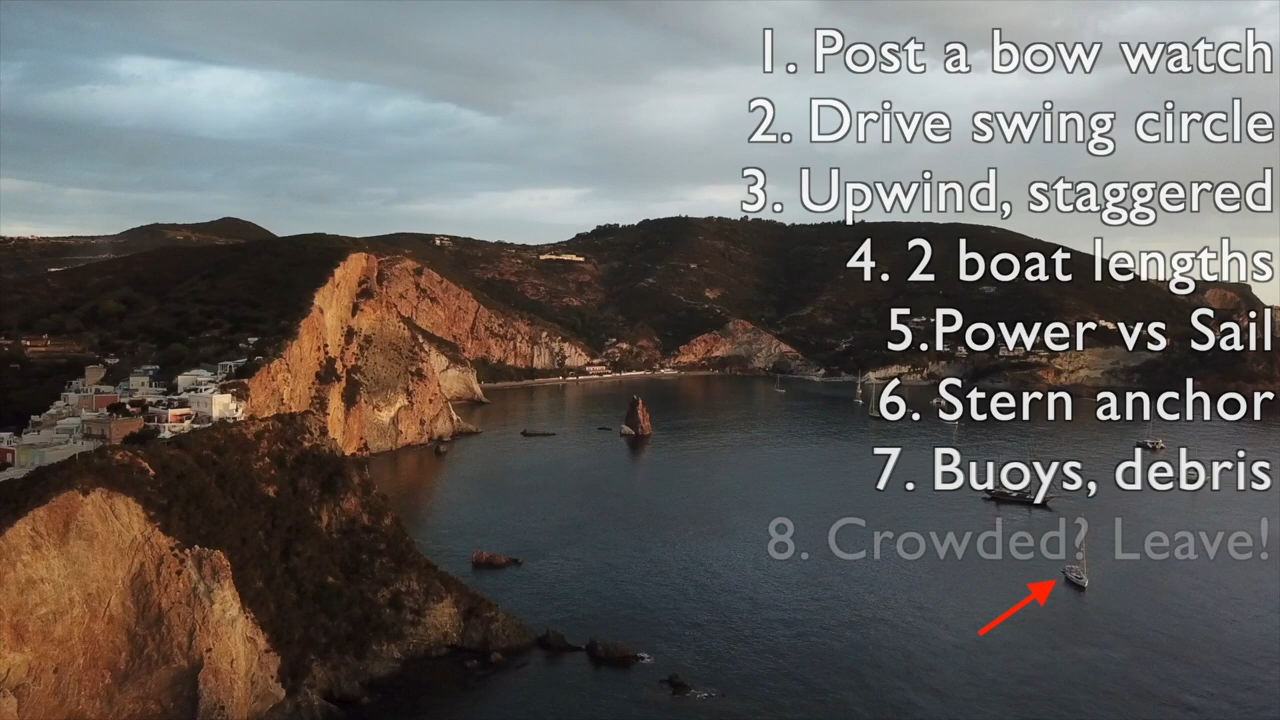 1. Post a bow watch
2. Drive swing circle
3. Upwind, staggered
4. 2 boat lengths
5.Power vs Sail
6. Stern anchor
7. Buoys, debris
8. Crowded? Leave!